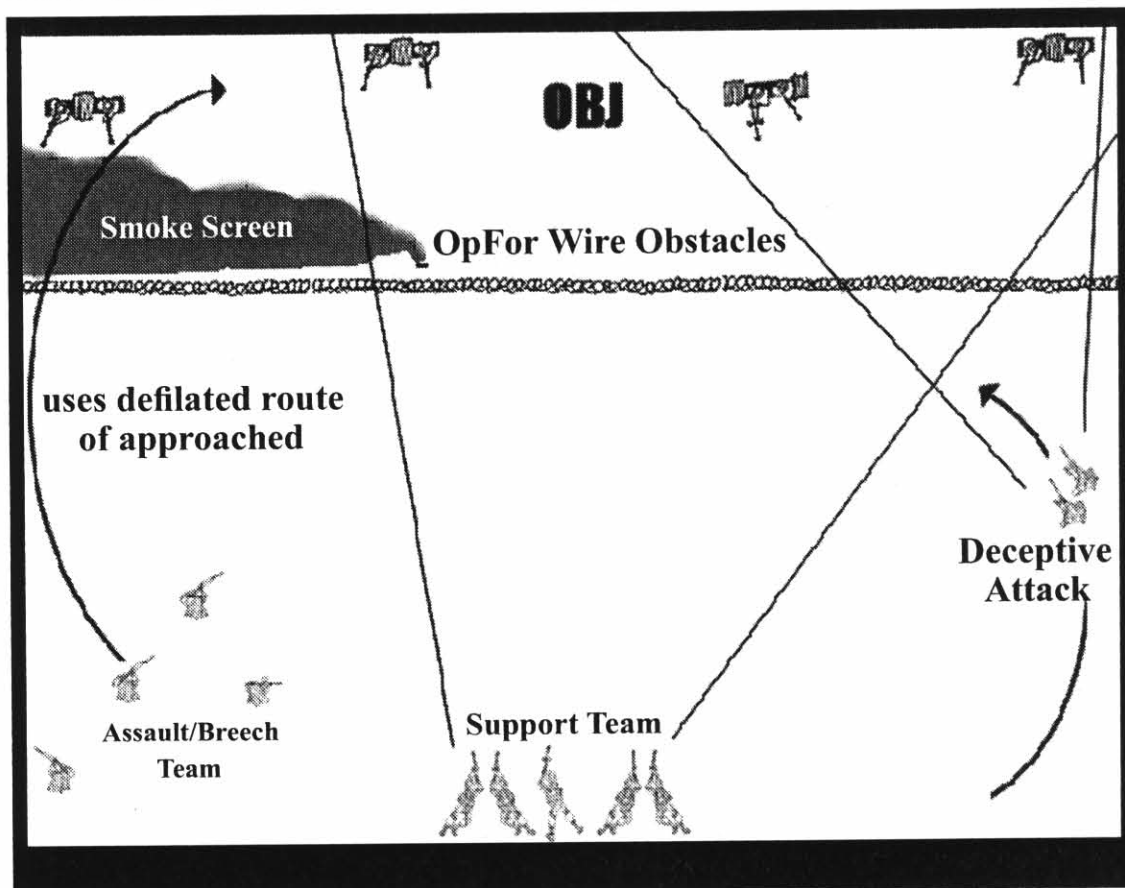 OBJ
Smoke Screen
OpFor Wire Obstacles
uses defilated route
of approached
Deceptive
Attack
Assault/Breech
Team
Support Team